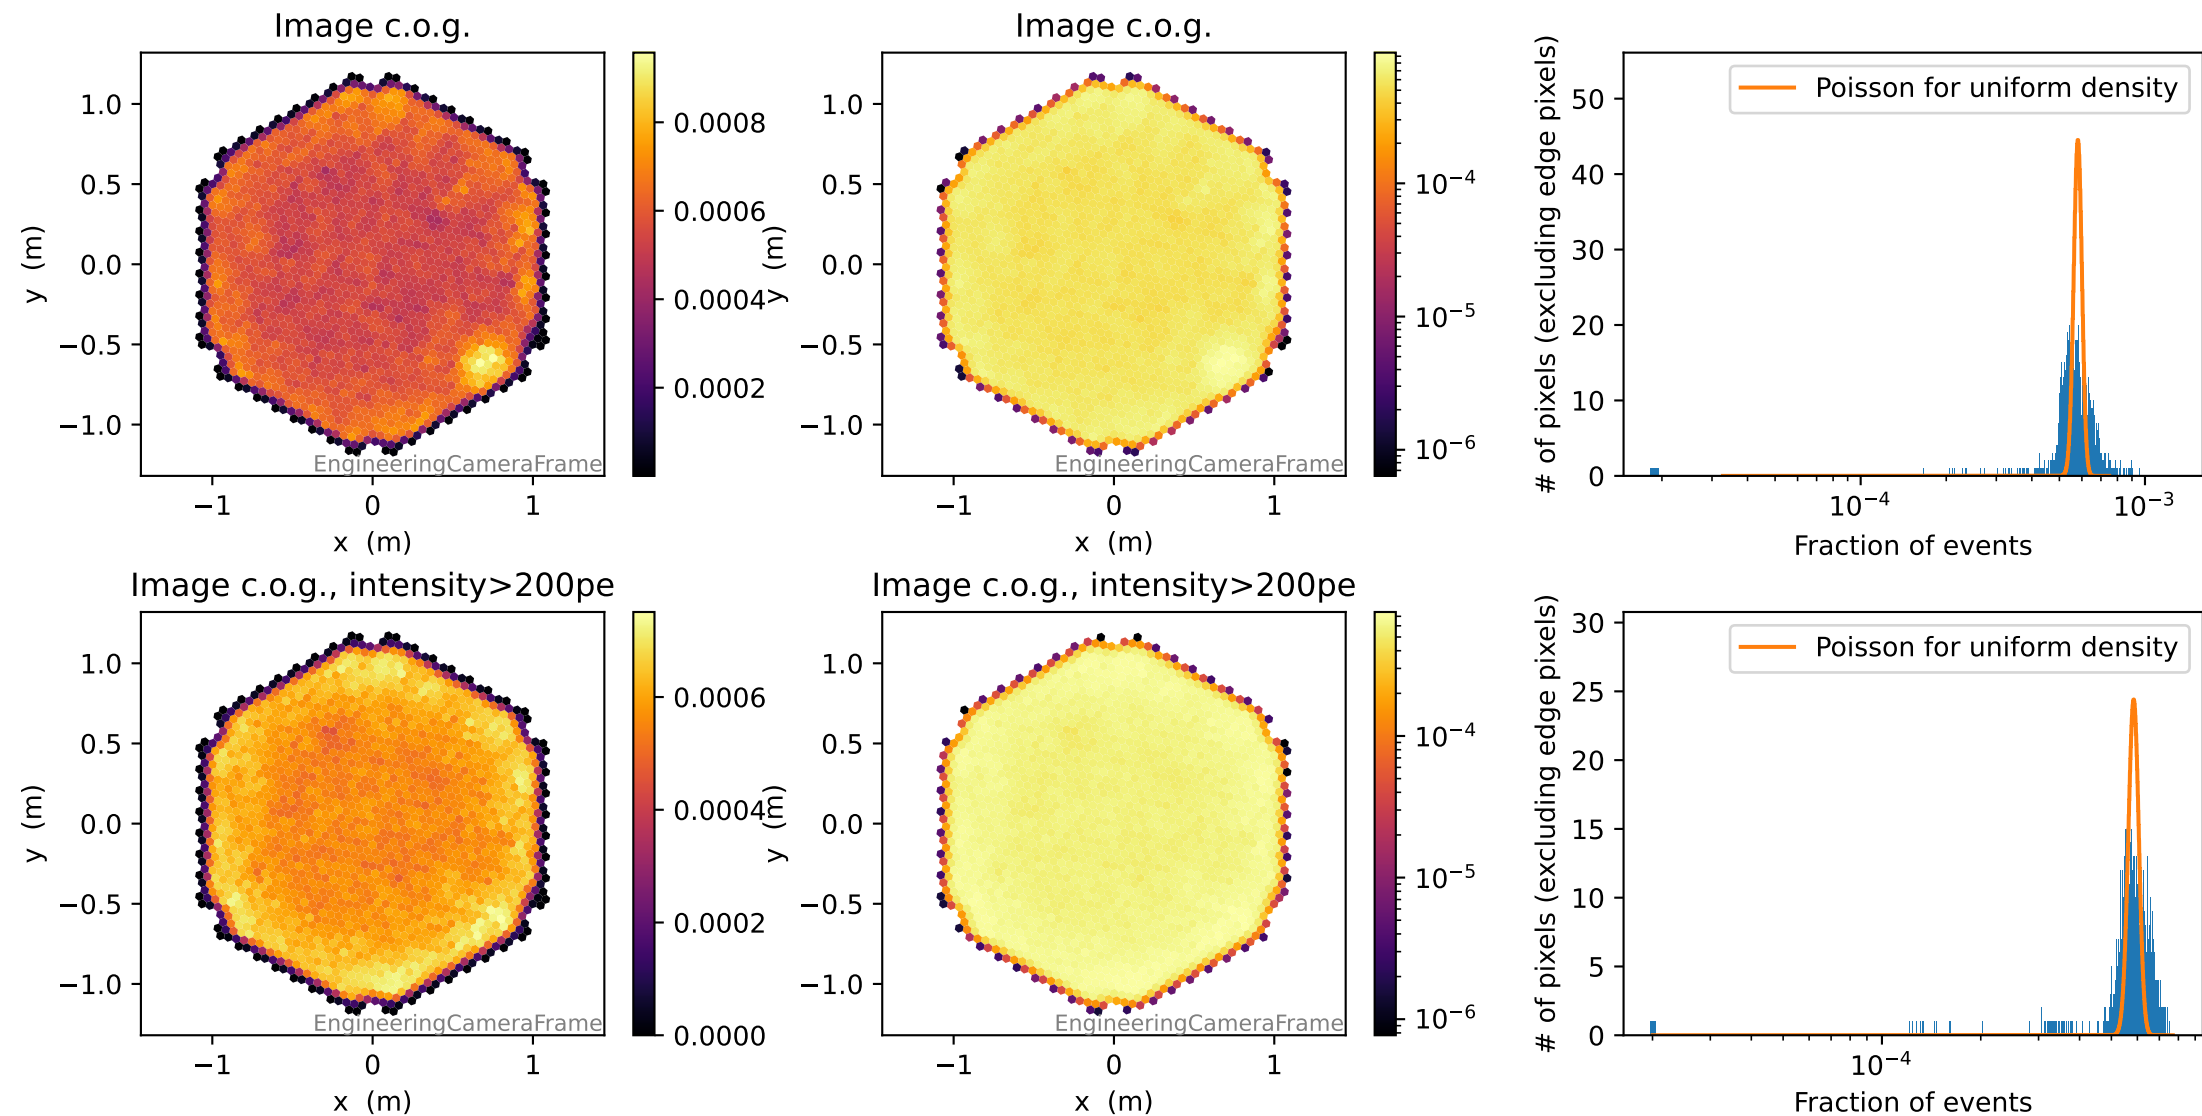 Image c.o.g.
y (m)
1.0
0.5
0.0
−0.5
−1.0
−1
0
1
x (m)
EngineeringCameraFrame
0.0008
0.0006
0.0004
0.0002
Image c.o.g.
y (m)
1.0
0.5
0.0
−0.5
−1.0
−1
0
1
x (m)
EngineeringCameraFrame
10⁻⁴
10⁻⁵
10⁻⁶
# of pixels (excluding edge pixels)
50
40
30
20
10
0
Poisson for uniform density
10⁻⁴
10⁻³
Fraction of events
Image c.o.g., intensity>200pe
y (m)
1.0
0.5
0.0
−0.5
−1.0
−1
0
1
x (m)
EngineeringCameraFrame
0.0006
0.0004
0.0002
0.0000
Image c.o.g., intensity>200pe
y (m)
1.0
0.5
0.0
−0.5
−1.0
−1
0
1
x (m)
EngineeringCameraFrame
10⁻⁴
10⁻⁵
10⁻⁶
# of pixels (excluding edge pixels)
30
25
20
15
10
5
0
Poisson for uniform density
10⁻⁴
Fraction of events